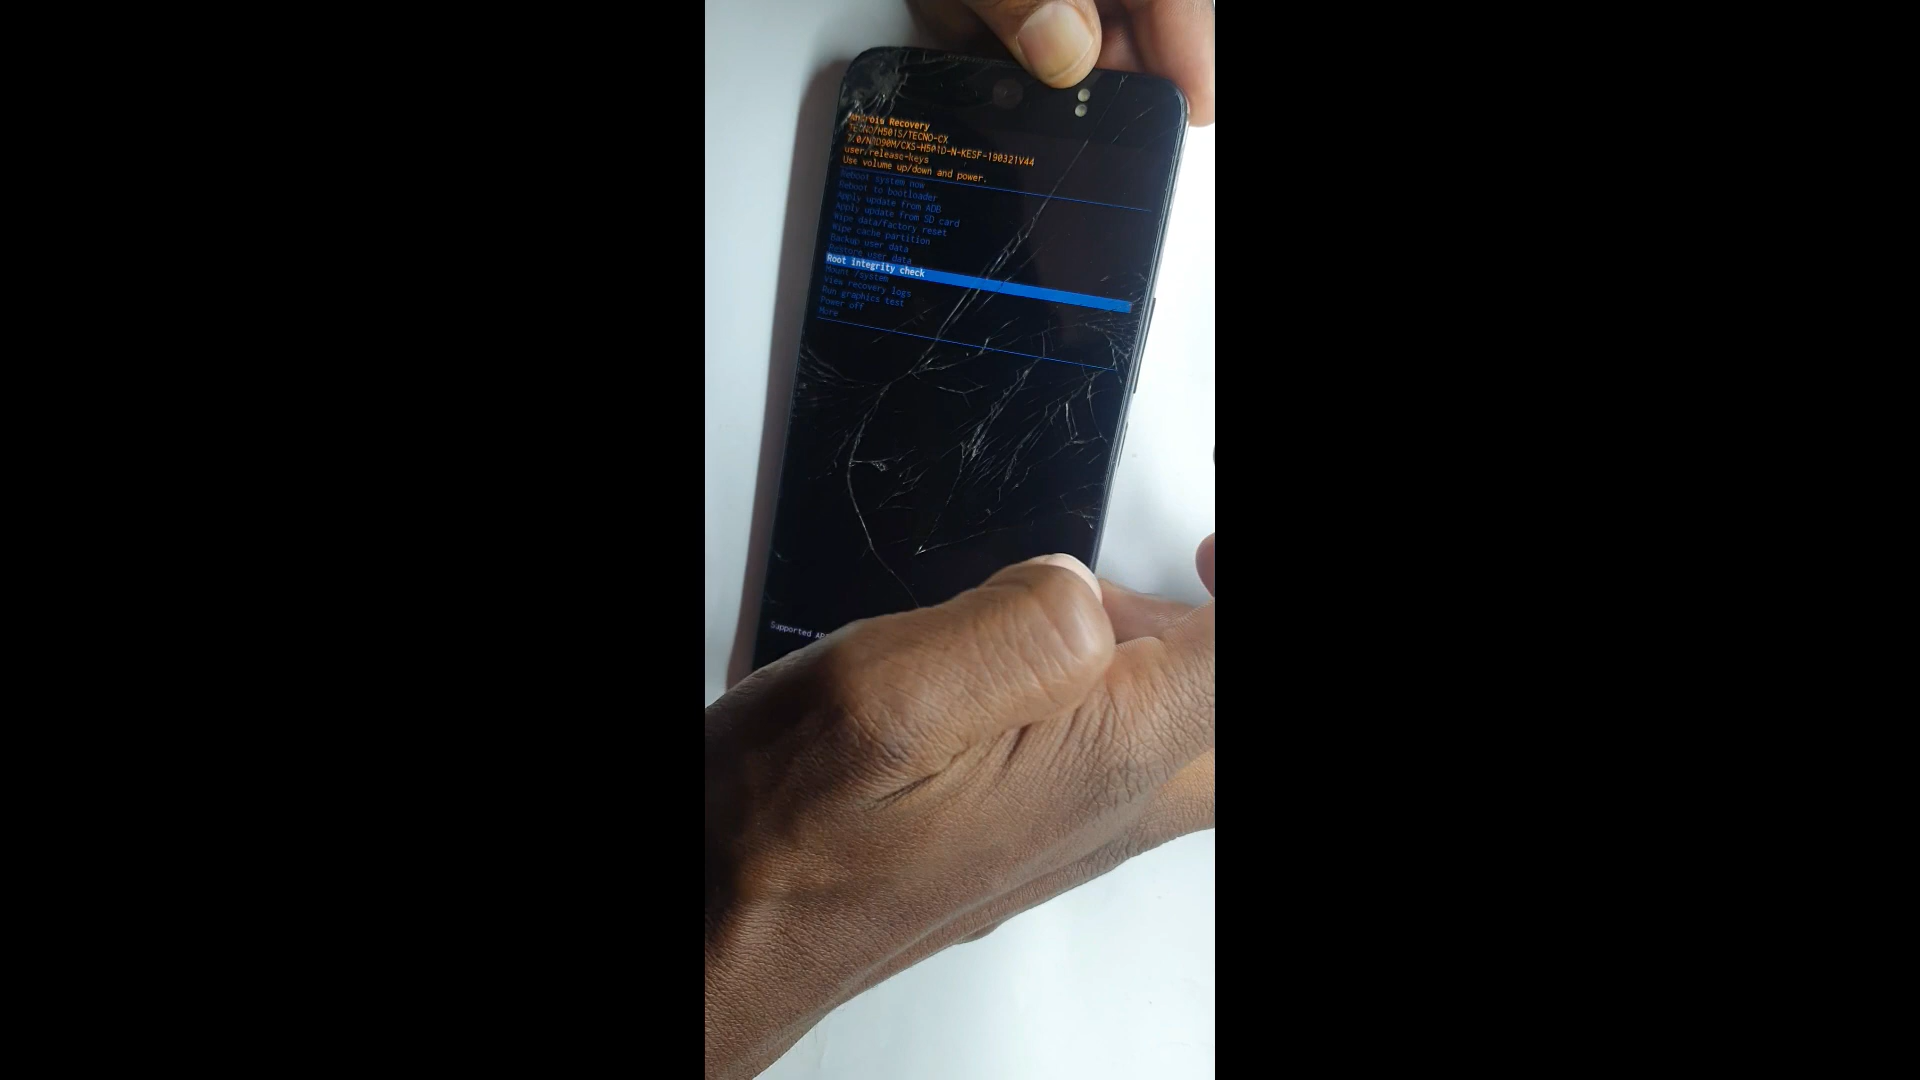 Android Recovery
TECNO/H501S/TECNO-CX
7.0/NRD90M/CXS-H501D-N-KESF-190321V44
user/release-keys
Use volume up/down and power.
Reboot system now
Reboot to bootloader
Apply update from ADB
Apply update from SD card
Wipe data/factory reset
Wipe cache partition
Backup user data
Restore user data
Root integrity check
Mount /system
View recovery logs
Run graphics test
Power off
More
Supported